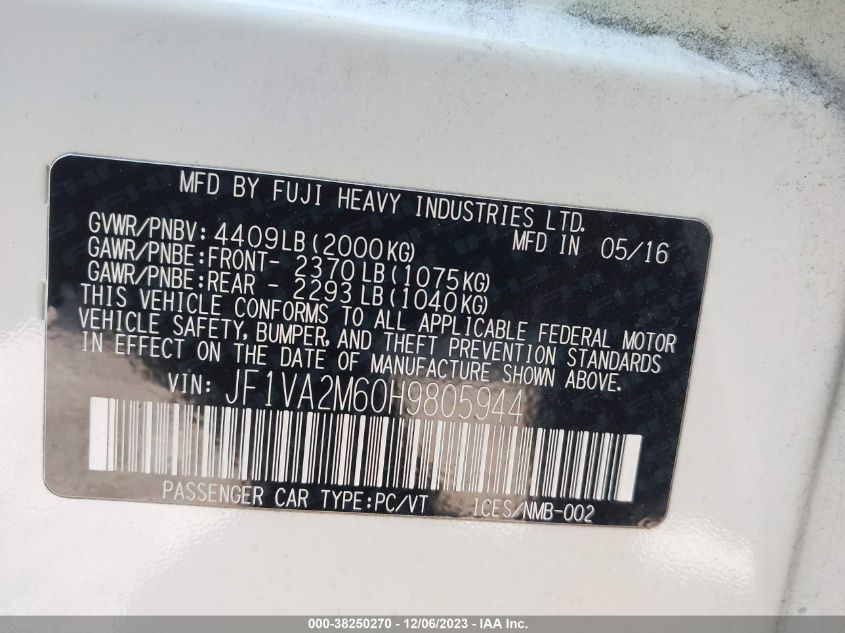 MFD BY FUJI HEAVY INDUSTRIES LTD.
GVWR/PNBV: 4409LB(2000KG) MFD IN 05/16
GAWR/PNBE:FRONT- 2370LB(1075KG)
GAWR/PNBE:REAR - 2293LB(1040KG)
THIS VEHICLE CONFORMS TO ALL APPLICABLE FEDERAL MOTOR
VEHICLE SAFETY, BUMPER, AND THEFT PREVENTION STANDARDS
IN EFFECT ON THE DATE OF MANUFACTURE SHOWN ABOVE.
VIN: JF1VA2M60H9805944
PASSENGER CAR TYPE:PC/VT ICES/NMB-002
000-38250270 - 12/06/2023 - IAA Inc.